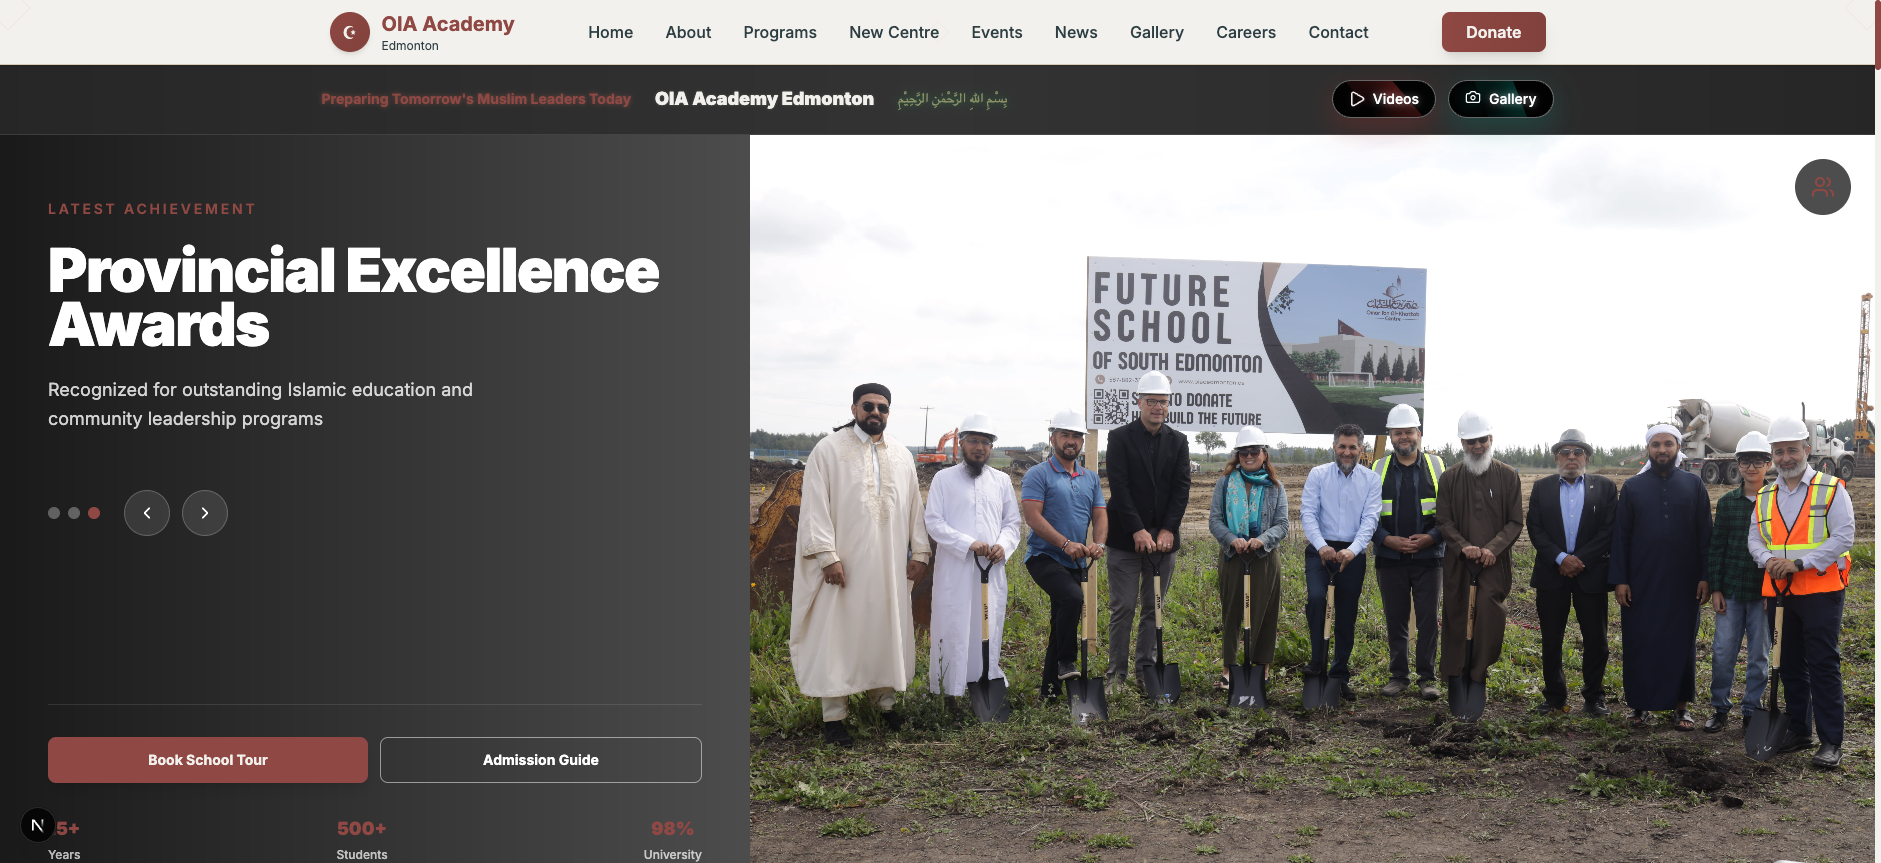 OIA Academy
Edmonton
Home
About
Programs
New Centre
Events
News
Gallery
Careers
Contact
Donate
Preparing Tomorrow's Muslim Leaders Today
OIA Academy Edmonton
بِسْمِ اللهِ الرَّحْمٰنِ الرَّحِيْمِ
Videos
Gallery
LATEST ACHIEVEMENT
Provincial Excellence
Awards
Recognized for outstanding Islamic education and
community leadership programs
FUTURE
SCHOOL
OF SOUTH EDMONTON
TO DONATE
BUILD THE FUTURE
Book School Tour
Admission Guide
N
5+
Years
500+
Students
98%
University